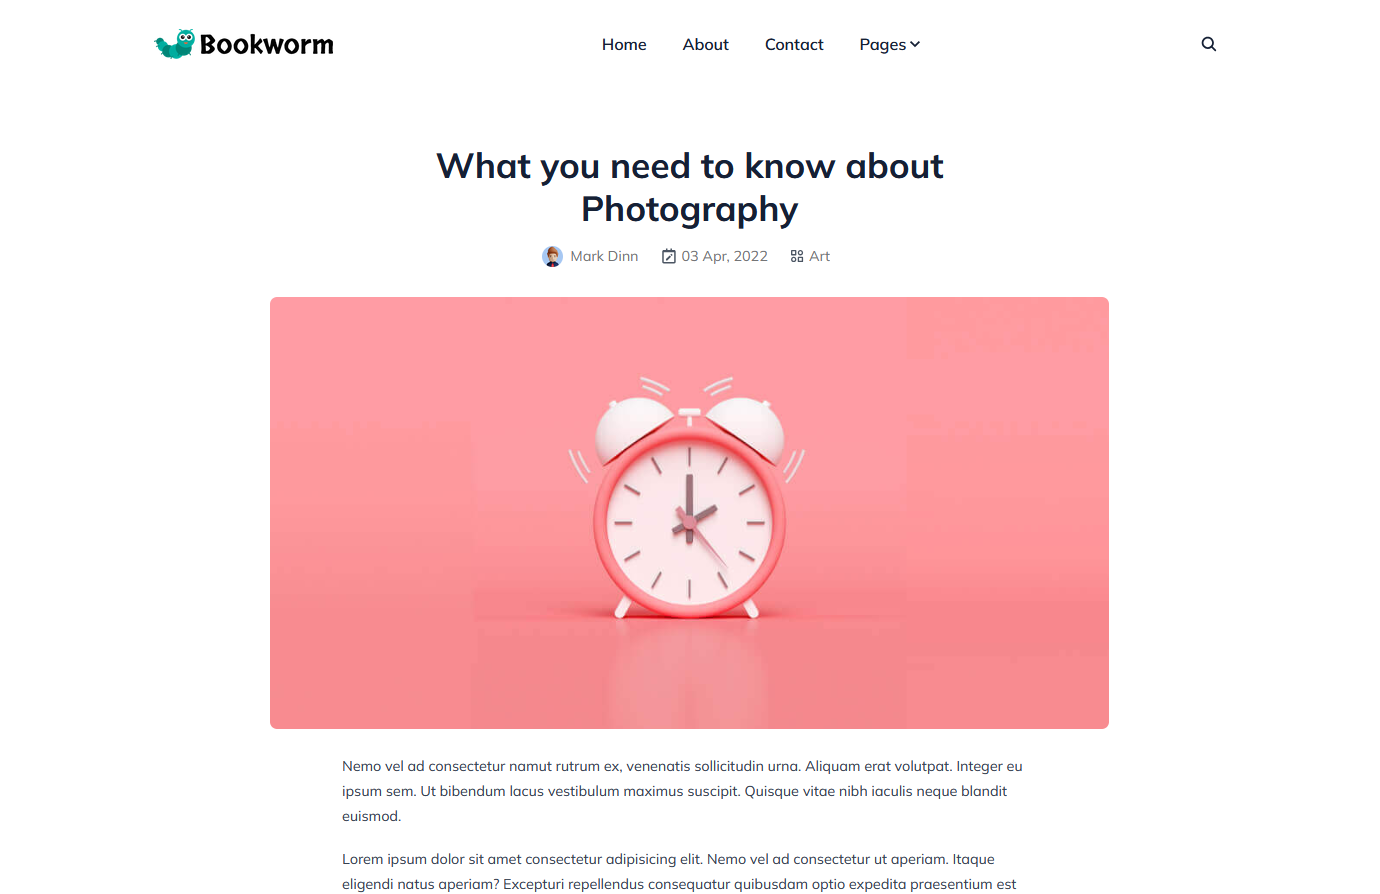 Bookworm
Home About Contact Pages
What you need to know about
Photography
Mark Dinn 03 Apr, 2022 Art
Nemo vel ad consectetur namut rutrum ex, venenatis sollicitudin urna. Aliquam erat volutpat. Integer eu
ipsum sem. Ut bibendum lacus vestibulum maximus suscipit. Quisque vitae nibh iaculis neque blandit
euismod.
Lorem ipsum dolor sit amet consectetur adipisicing elit. Nemo vel ad consectetur ut aperiam. Itaque
eligendi natus aperiam? Excepturi repellendus consequatur quibusdam optio expedita praesentium est